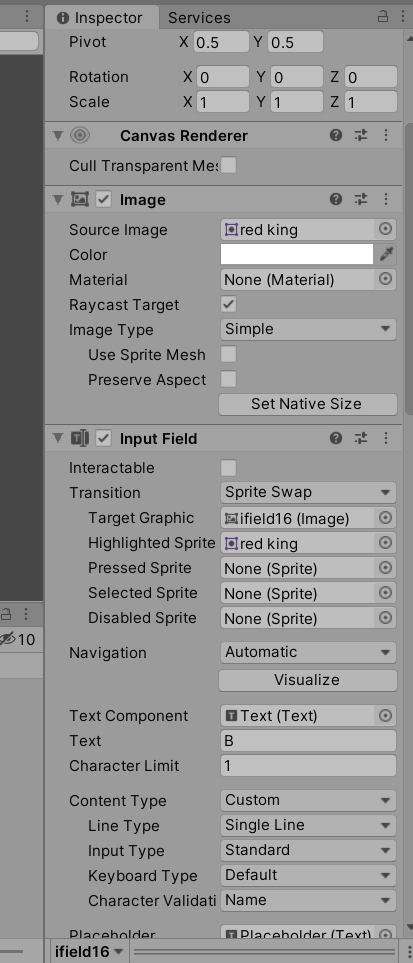 Inspector Services
Pivot X 0.5 Y 0.5
Rotation X 0 Y 0 Z 0
Scale X 1 Y 1 Z 1
Canvas Renderer
Cull Transparent Mes
Image
Source Image red king
Color
Material None (Material)
Raycast Target
Image Type Simple
Use Sprite Mesh
Preserve Aspect
Set Native Size
Input Field
Interactable
Transition Sprite Swap
Target Graphic ifield16 (Image)
Highlighted Sprite red king
Pressed Sprite None (Sprite)
Selected Sprite None (Sprite)
Disabled Sprite None (Sprite)
10
Navigation Automatic
Visualize
Text Component Text (Text)
Text B
Character Limit 1
Content Type Custom
Line Type Single Line
Input Type Standard
Keyboard Type Default
Character Validati Name
Placeholder Placeholder (Text)
ifield16